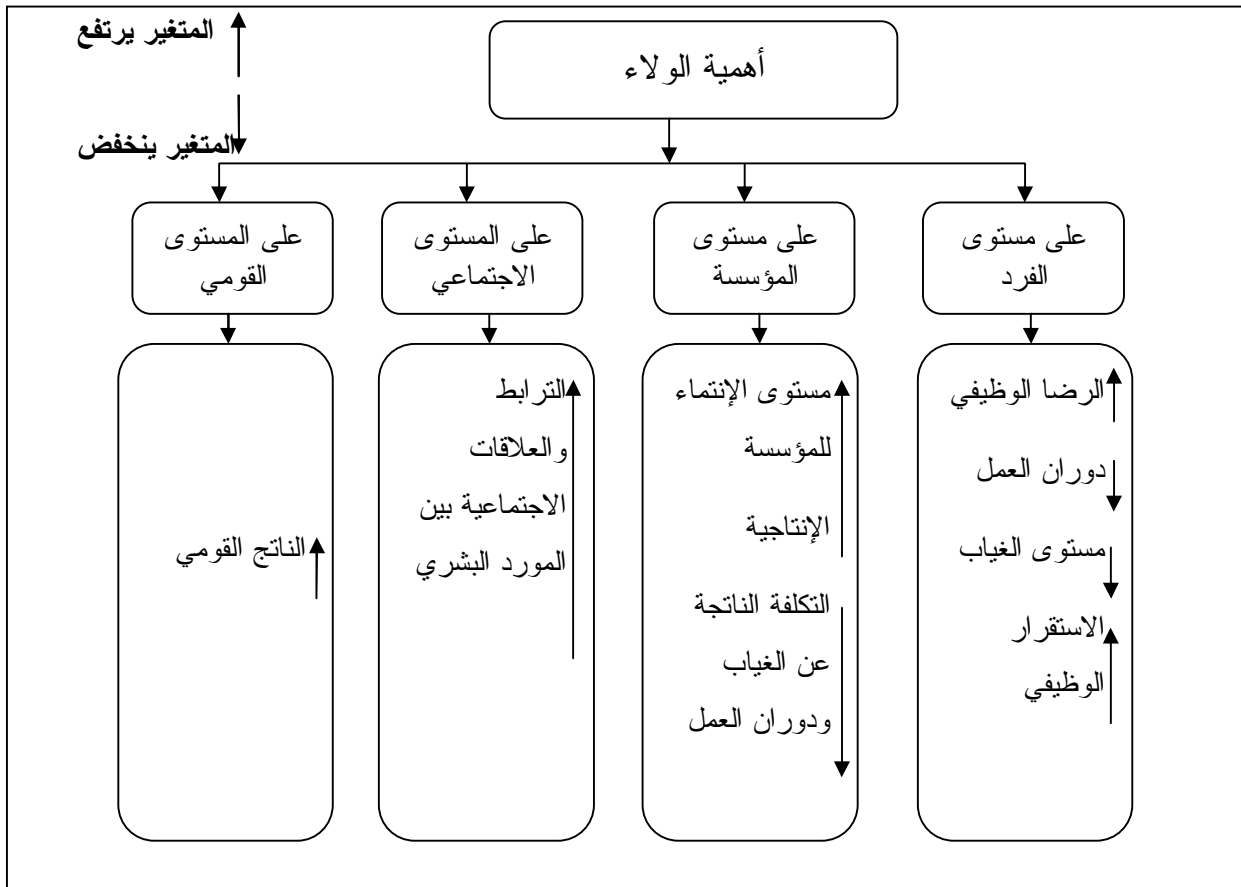 المتغير يرتفع
المتغير ينخفض
أهمية الولاء
على مستوى
الفرد
على مستوى
المؤسسة
على المستوى
الاجتماعي
على المستوى
القومي
الرضا الوظيفي
دوران العمل
مستوى الغياب
الاستقرار
الوظيفي
مستوى الإنتماء
للمؤسسة
الإنتاجية
التكلفة الناتجة
عن الغياب
ودوران العمل
الترابط
والعلاقات
الاجتماعية بين
المورد البشري
الناتج القومي